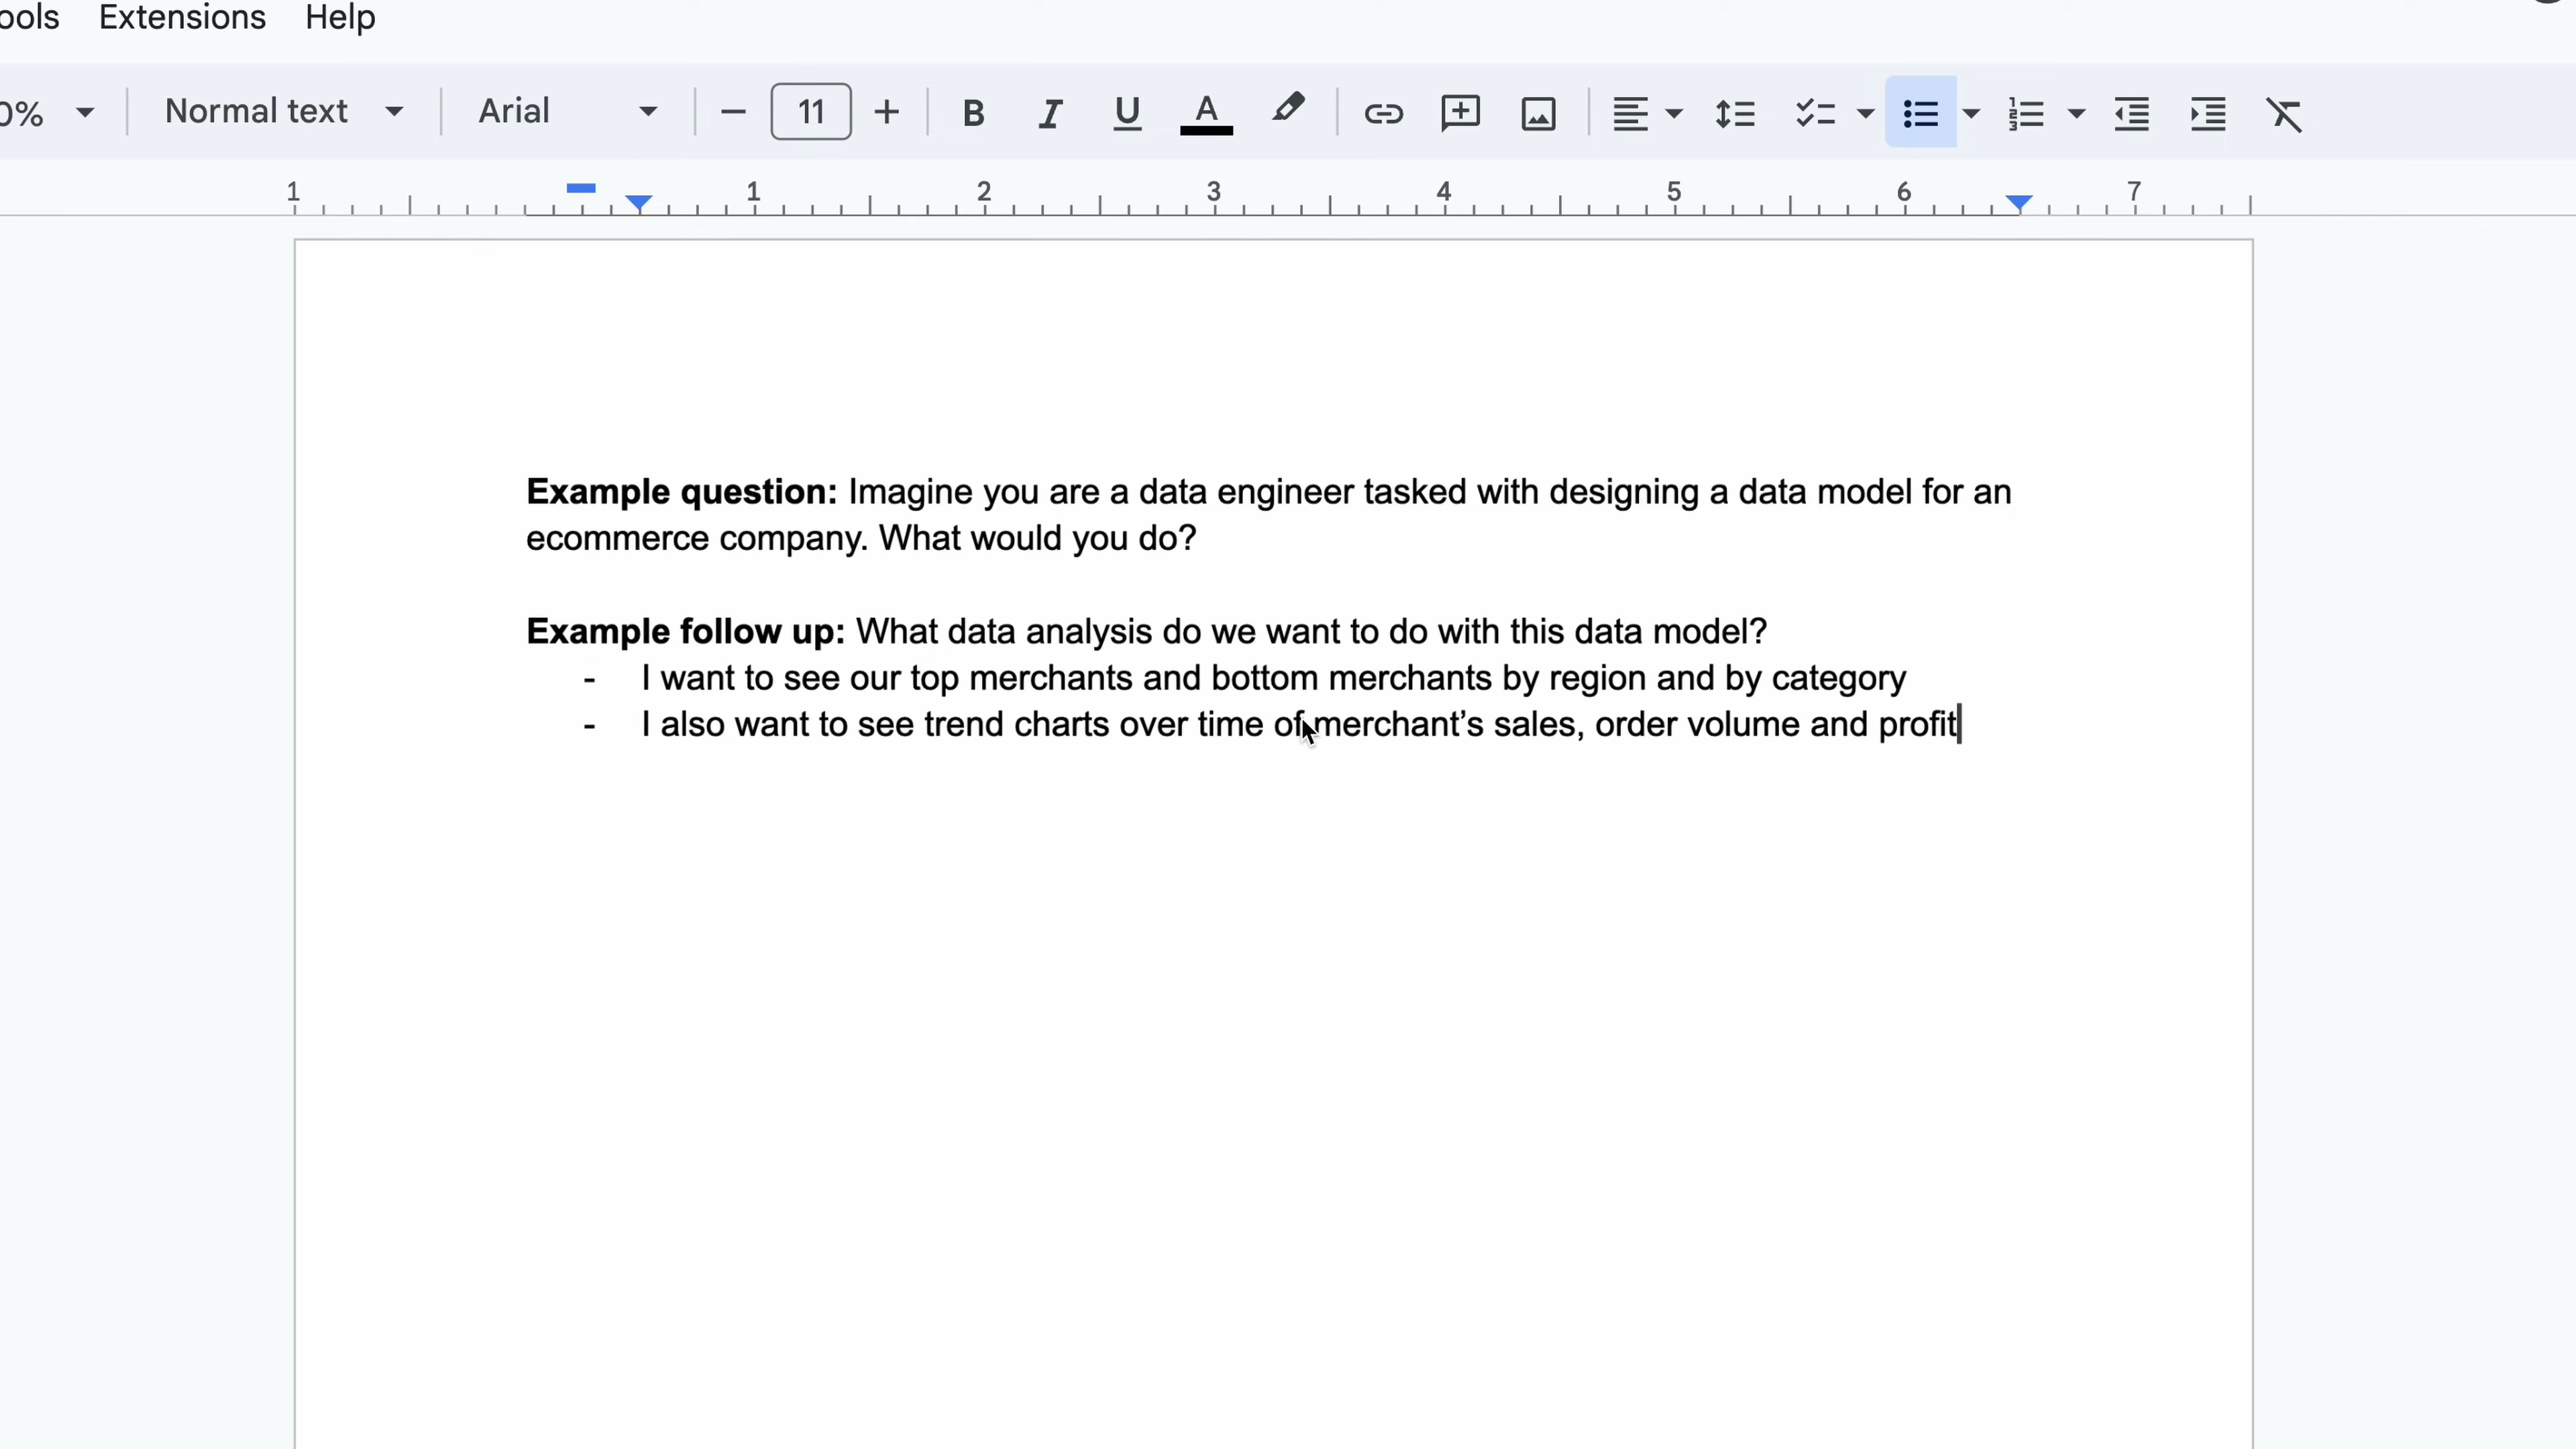 ools Extensions Help
0% Normal text Arial 11 B I U A
1 1 2 3 4 5 6 7
Example question: Imagine you are a data engineer tasked with designing a data model for an
ecommerce company. What would you do?
Example follow up: What data analysis do we want to do with this data model?
- I want to see our top merchants and bottom merchants by region and by category
- I also want to see trend charts over time of merchant’s sales, order volume and profit